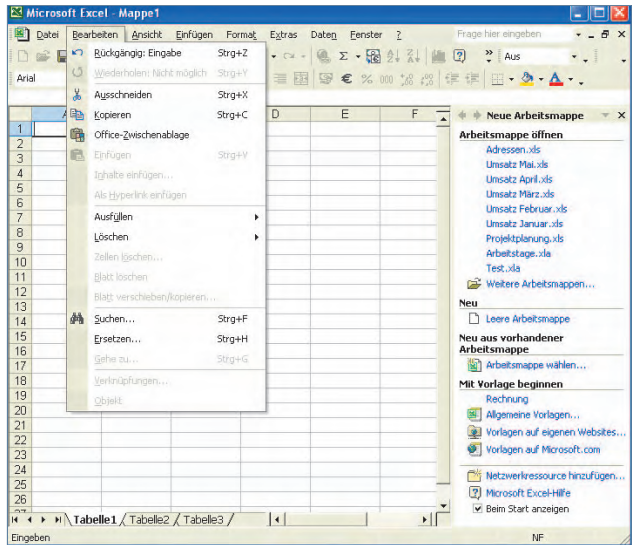 Microsoft Excel - Mappe1
Datei Bearbeiten Ansicht Einfügen Format Extras Daten Fenster ?
Frage hier eingeben
Aus
Arial
Rückgängig: Eingabe Strg+Z
Wiederholen: Nicht möglich Strg+Y
Ausschneiden Strg+X
Kopieren Strg+C
Office-Zwischenablage
Einfügen Strg+V
Inhalte einfügen...
Als Hyperlink einfügen
Ausfüllen
Löschen
Zeilen löschen...
Blatt löschen
Blatt verschieben/kopieren...
Suchen... Strg+F
Ersetzen... Strg+H
Gehe zu... Strg+G
Verknüpfungen...
Objekt
A D E F
1
2
3
4
5
6
7
8
9
10
11
12
13
14
15
16
17
18
19
20
21
22
23
24
25
26
27
Neue Arbeitsmappe
Arbeitsmappe öffnen
Adressen.xls
Umsatz Mai.xls
Umsatz April.xls
Umsatz März.xls
Umsatz Februar.xls
Umsatz Januar.xls
Projektplanung.xls
Arbeitstage.xla
Test.xla
Weitere Arbeitsmappen...
Neu
Leere Arbeitsmappe
Neu aus vorhandener
Arbeitsmappe
Arbeitsmappe wählen...
Mit Vorlage beginnen
Rechnung
Allgemeine Vorlagen...
Vorlagen auf eigenen Websites...
Vorlagen auf Microsoft.com
Netzwerkressource hinzufügen...
Microsoft Excel-Hilfe
Beim Start anzeigen
Tabelle1 Tabelle2 Tabelle3
Eingeben NF